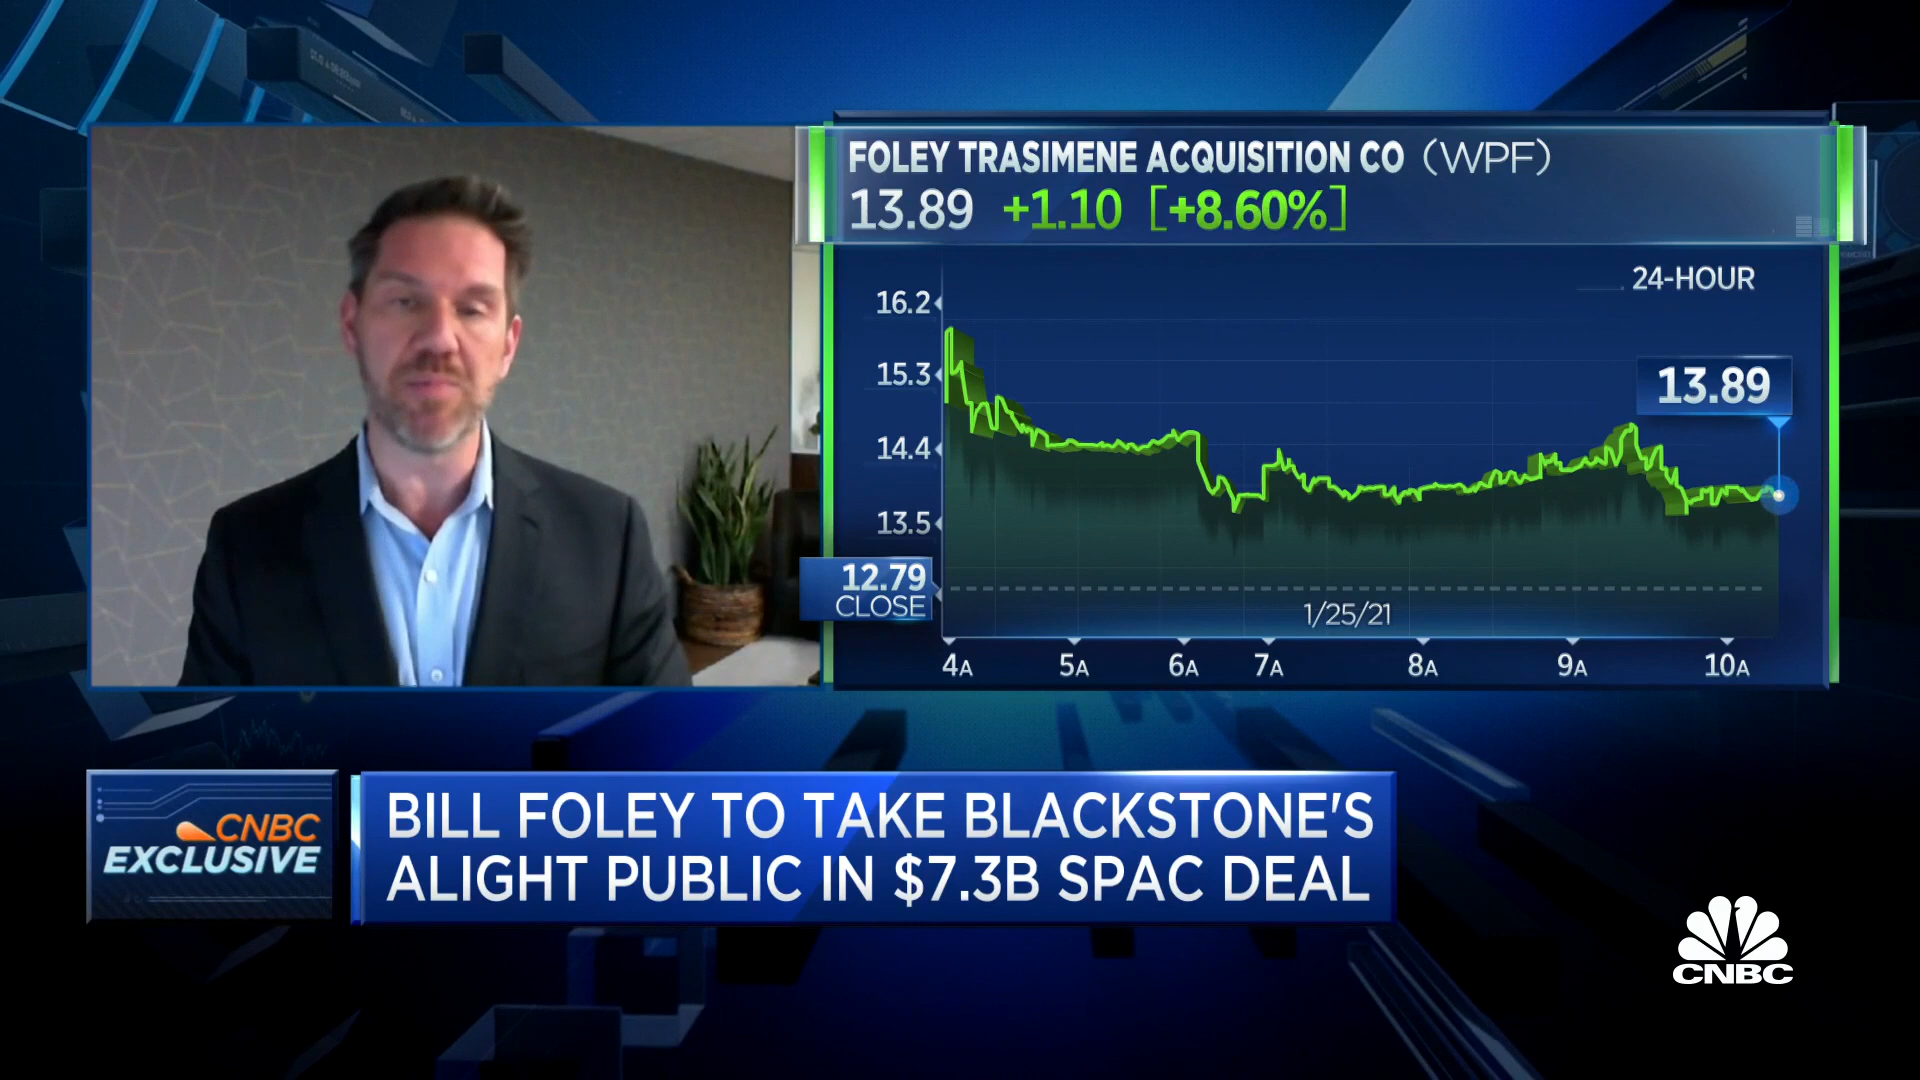 FOLEY TRASIMENE ACQUISITION CO (WPF)
13.89 +1.10 [+8.60%]
24-HOUR
16.2
15.3
14.4
13.5
13.89
12.79
CLOSE
1/25/21
4A 5A 6A 7A 8A 9A 10A
CNBC
EXCLUSIVE
BILL FOLEY TO TAKE BLACKSTONE'S
ALIGHT PUBLIC IN $7.3B SPAC DEAL
CNBC